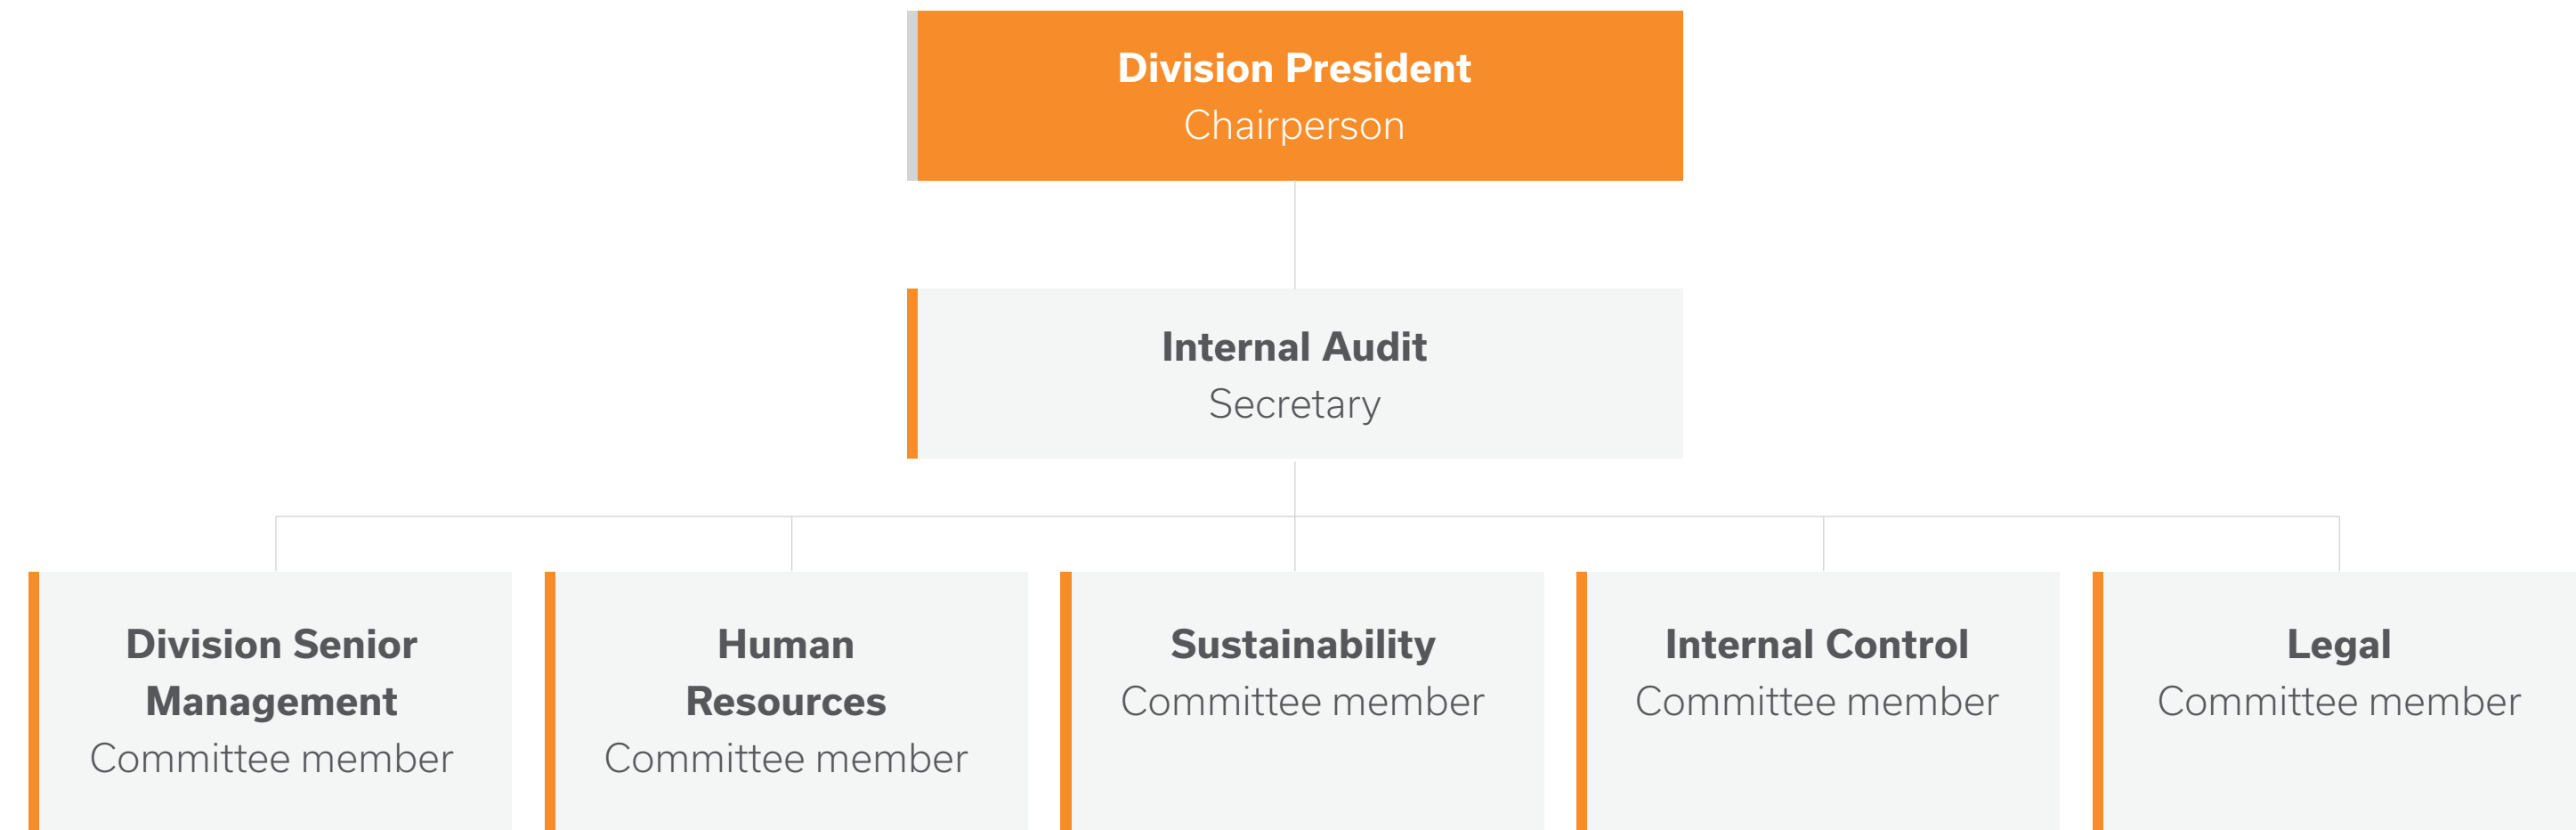 Division President
Chairperson
Internal Audit
Secretary
Division Senior
Management
Committee member
Human
Resources
Committee member
Sustainability
Committee member
Internal Control
Committee member
Legal
Committee member